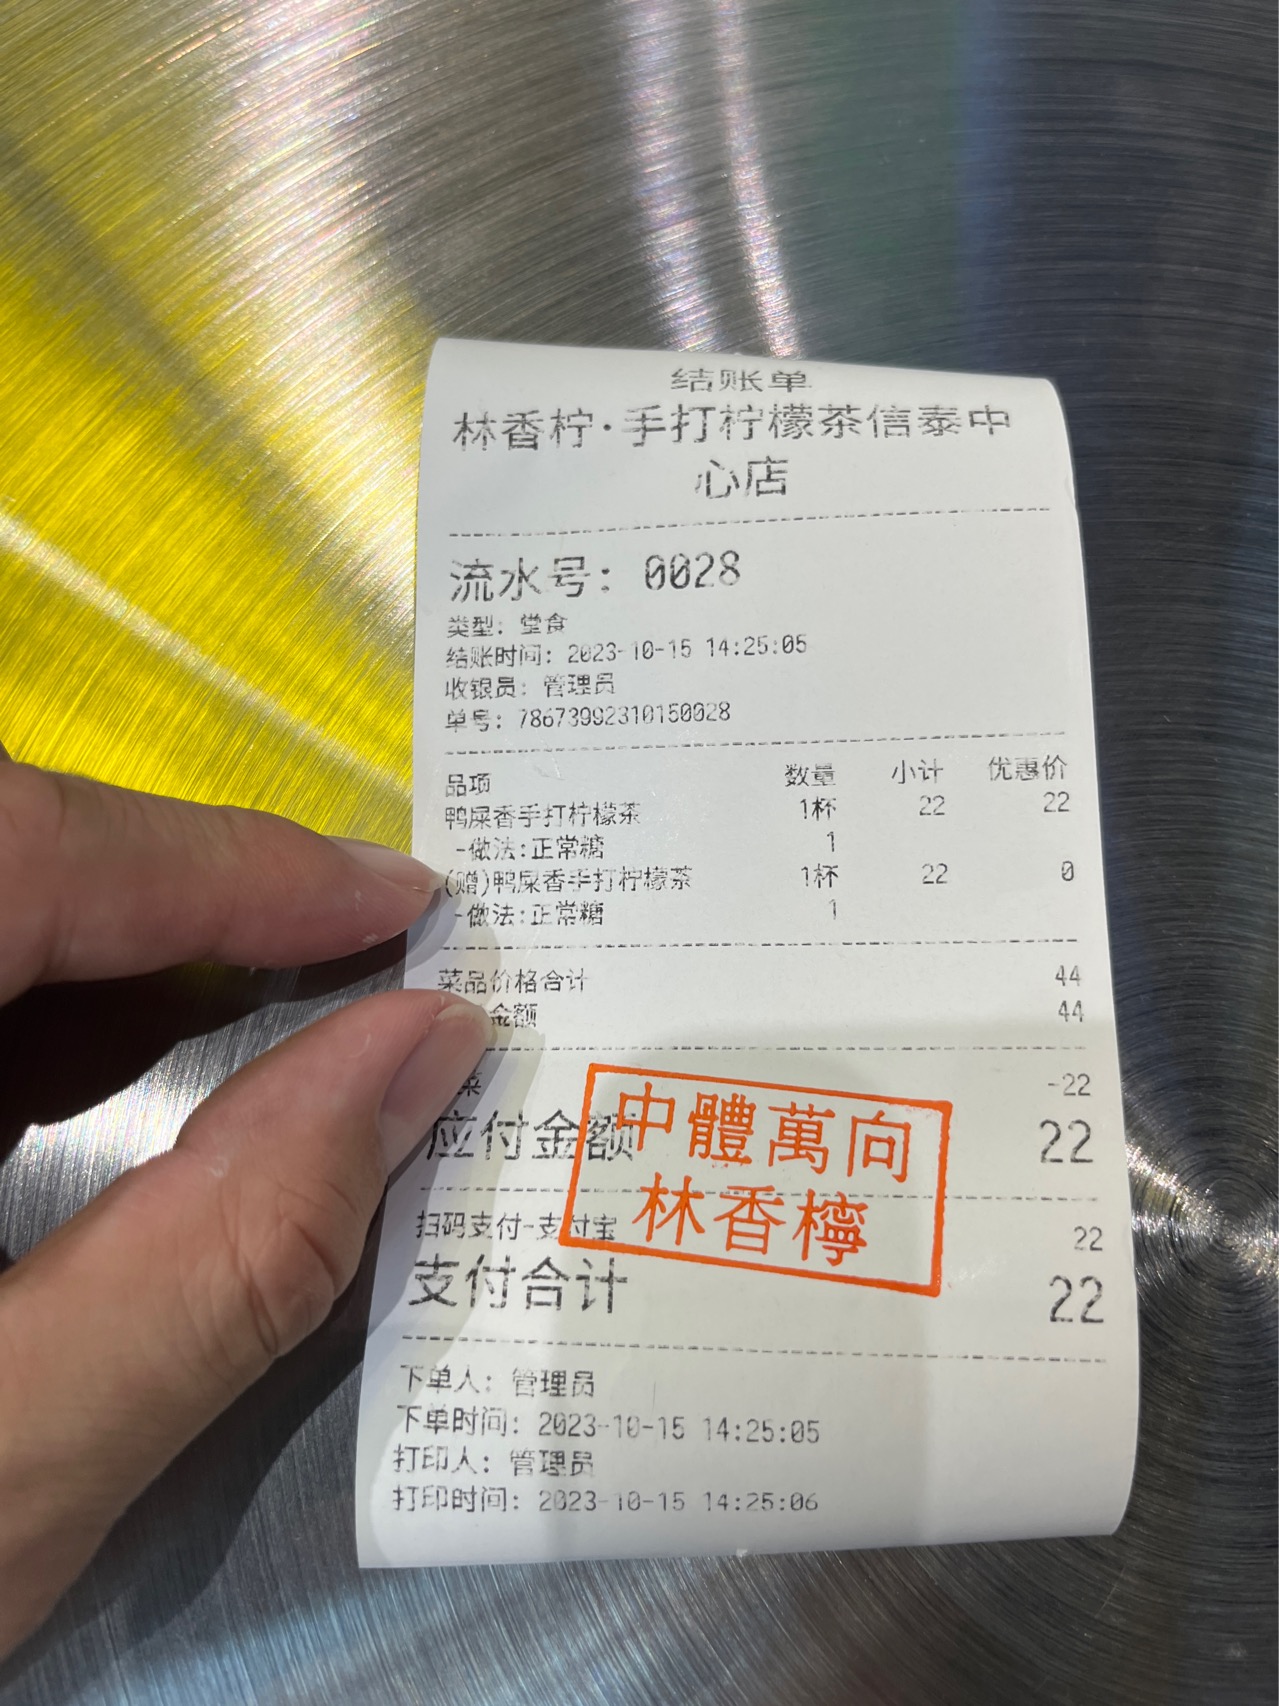 结账单
林香柠·手打柠檬茶信泰中
心店
流水号: 0028
类型: 堂食
结账时间: 2023-10-15 14:25:05
收银员: 管理员
单号: 78673992310150028
品项 数量 小计 优惠价
鸭屎香手打柠檬茶 1杯 22 22
-做法:正常糖 1
(赠)鸭屎香手打柠檬茶 1杯 22 0
-做法:正常糖 1
菜品价格合计 44
金额 44
菜 -22
应付金额 22
中體萬向
林香檸
扫码支付-支付宝 22
支付合计 22
下单人: 管理员
下单时间: 2023-10-15 14:25:05
打印人: 管理员
打印时间: 2023-10-15 14:25:06